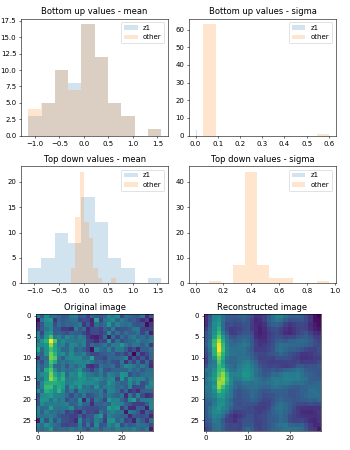 Bottom up values - mean
17.5
15.0
12.5
10.0
7.5
5.0
2.5
0.0
−1.0 −0.5 0.0 0.5 1.0 1.5
z1
other
Bottom up values - sigma
60
50
40
30
20
10
0
0.0 0.1 0.2 0.3 0.4 0.5 0.6
z1
other
Top down values - mean
20
15
10
5
0
−1.0 −0.5 0.0 0.5 1.0 1.5
z1
other
Top down values - sigma
40
30
20
10
0
0.0 0.2 0.4 0.6 0.8 1.0
z1
other
Original image
0
5
10
15
20
25
0 20
Reconstructed image
0
5
10
15
20
25
0 20